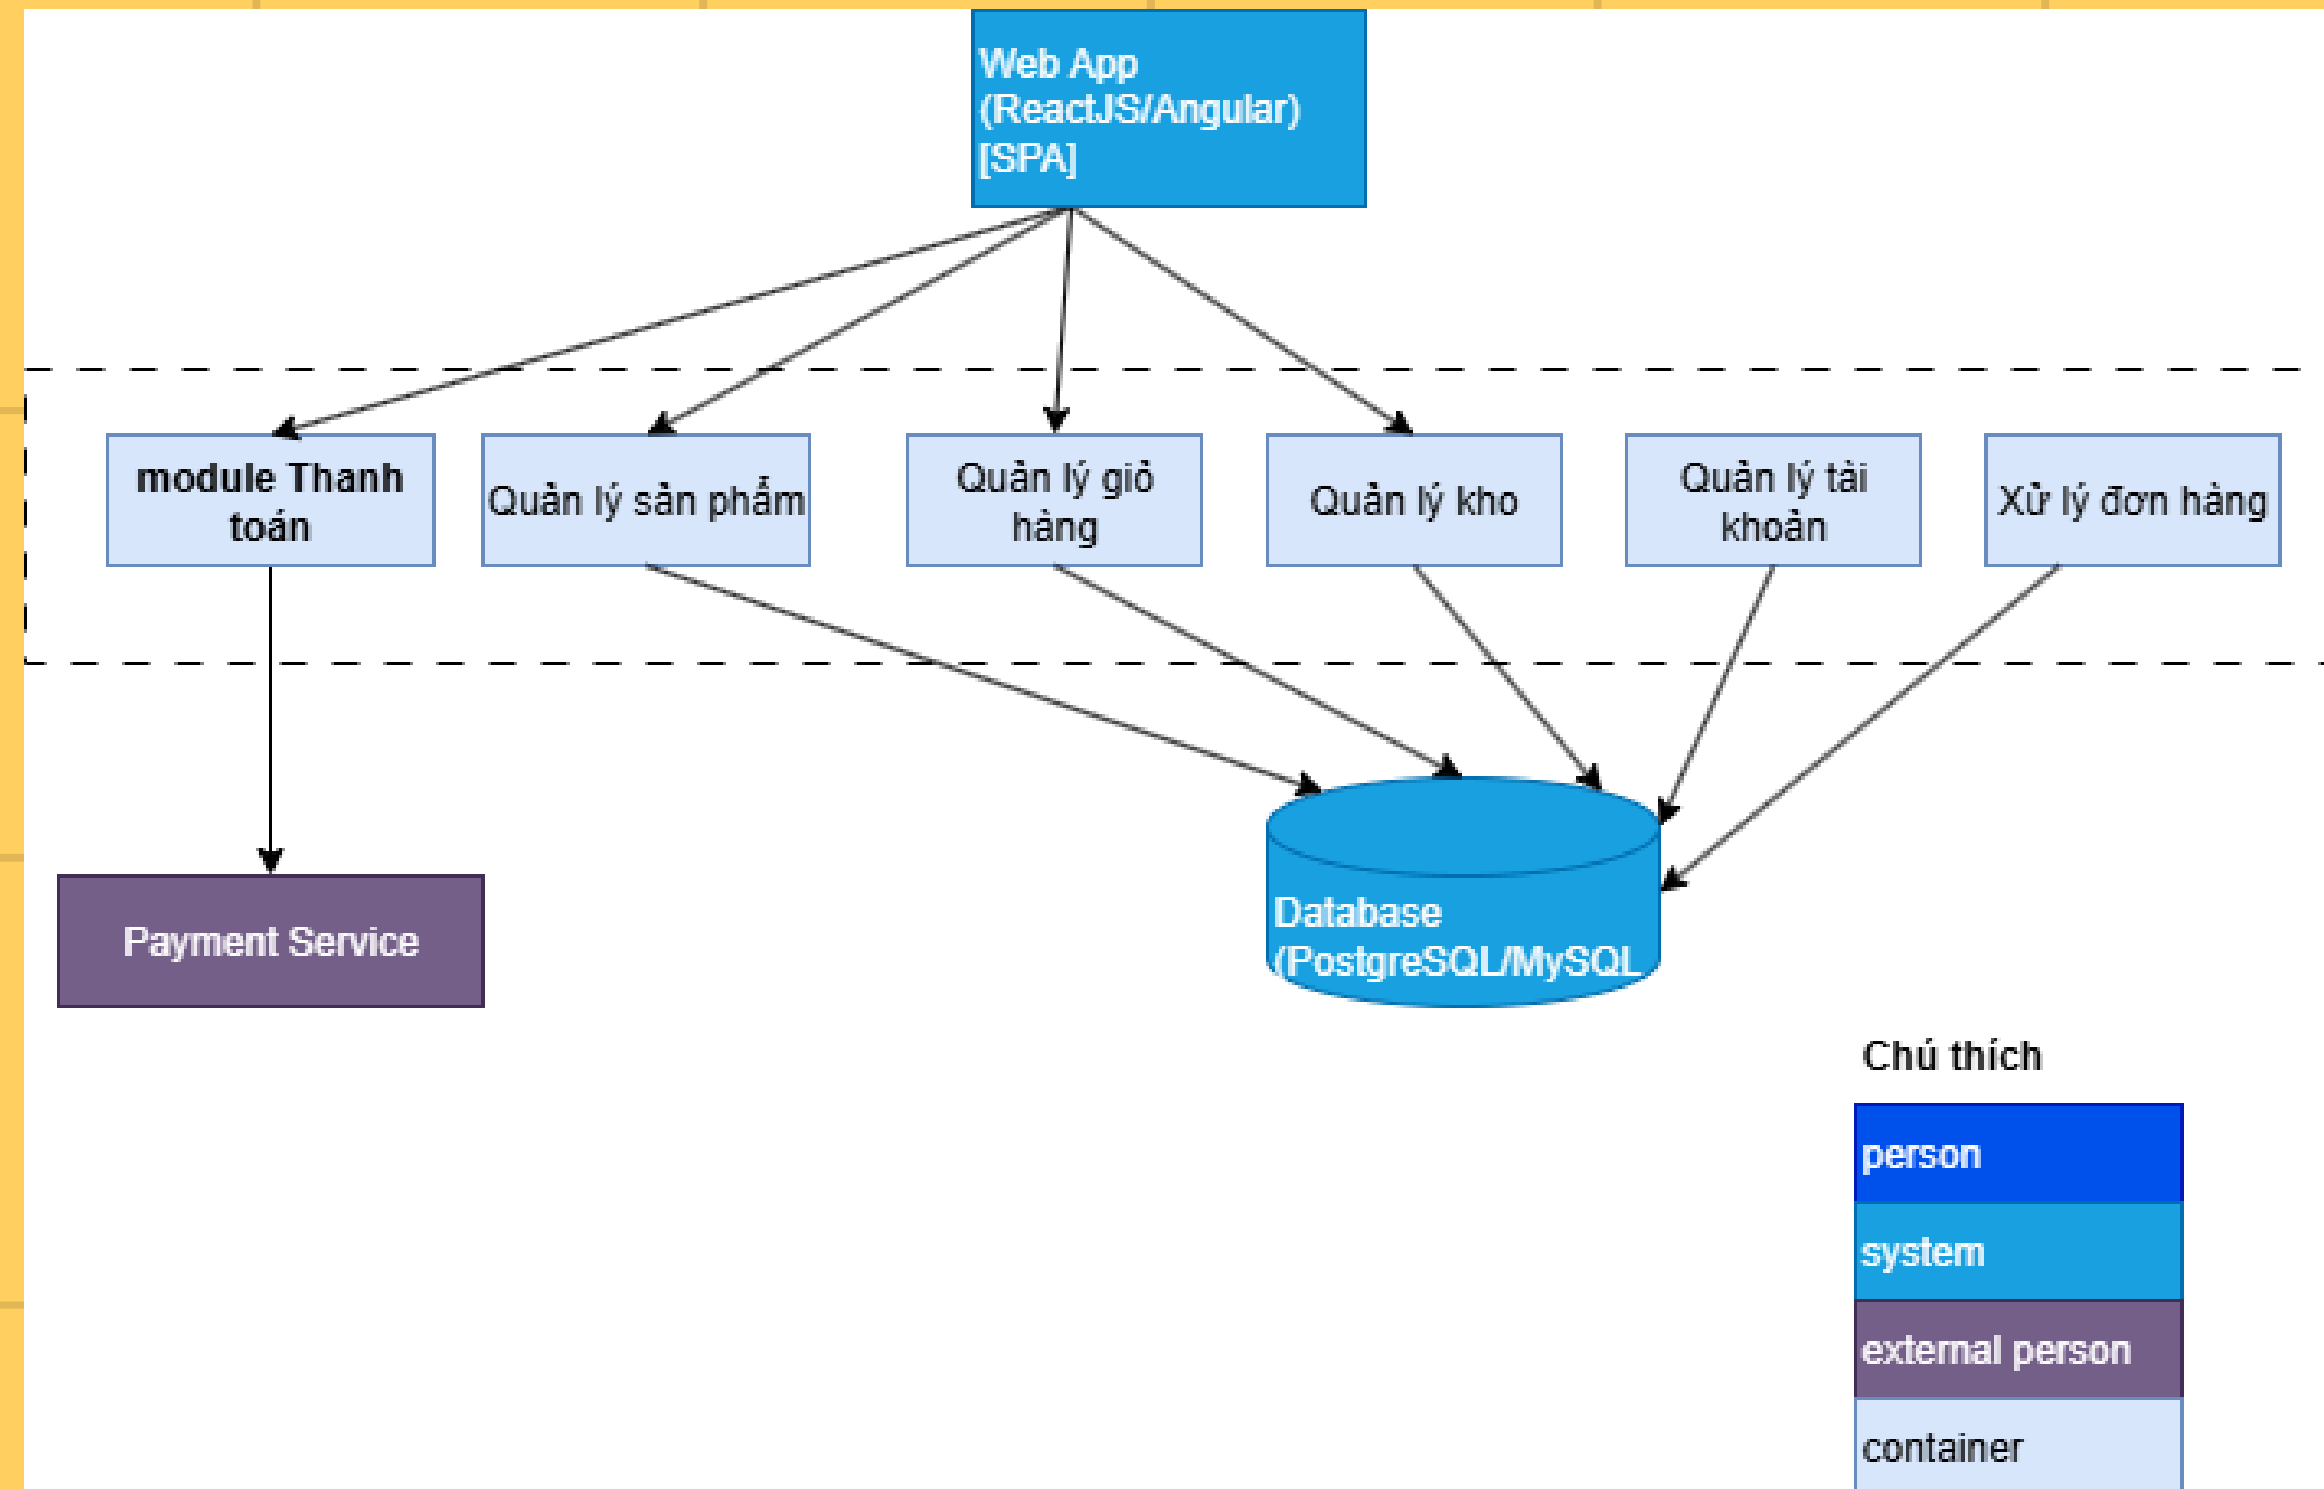 Web App
(ReactJS/Angular)
[SPA]
module Thanh
toán
Quản lý sản phẩm
Quản lý giỏ
hàng
Quản lý kho
Quản lý tài
khoản
Xử lý đơn hàng
Payment Service
Database
(PostgreSQL/MySQL
Chú thích
person
system
external person
container